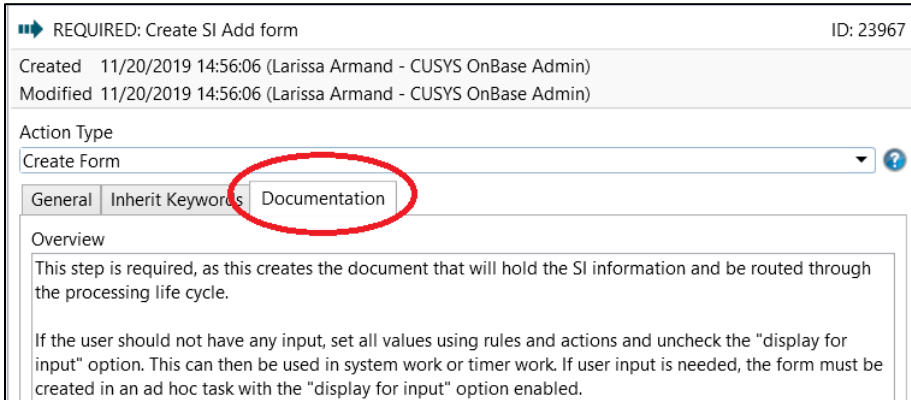 REQUIRED: Create SI Add form ID: 23967
Created 11/20/2019 14:56:06 (Larissa Armand - CUSYS OnBase Admin)
Modified 11/20/2019 14:56:06 (Larissa Armand - CUSYS OnBase Admin)
Action Type
Create Form
General Inherit Keywords Documentation
Overview
This step is required, as this creates the document that will hold the SI information and be routed through
the processing life cycle.
If the user should not have any input, set all values using rules and actions and uncheck the "display for
input" option. This can then be used in system work or timer work. If user input is needed, the form must be
created in an ad hoc task with the "display for input" option enabled.